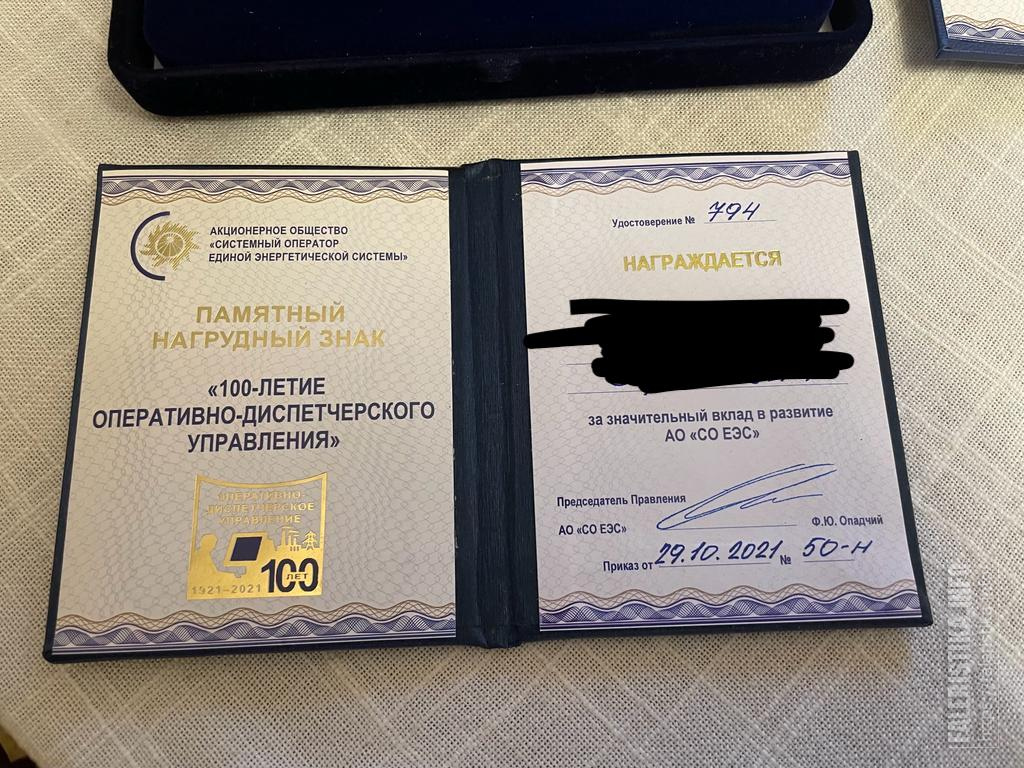 АКЦИОНЕРНОЕ ОБЩЕСТВО
«СИСТЕМНЫЙ ОПЕРАТОР
ЕДИНОЙ ЭНЕРГЕТИЧЕСКОЙ СИСТЕМЫ»
ПАМЯТНЫЙ
НАГРУДНЫЙ ЗНАК
«100-ЛЕТИЕ
ОПЕРАТИВНО-ДИСПЕТЧЕРСКОГО
УПРАВЛЕНИЯ»
ОПЕРАТИВНО-
ДИСПЕТЧЕРСКОЕ
УПРАВЛЕНИЕ
100
ЛЕТ
1921–2021
Удостоверение № 794
НАГРАЖДАЕТСЯ
за значительный вклад в развитие
АО «СО ЕЭС»
Председатель Правления
АО «СО ЕЭС»
Ф.Ю. Опадчий
Приказ от 29.10.2021 № 50-н